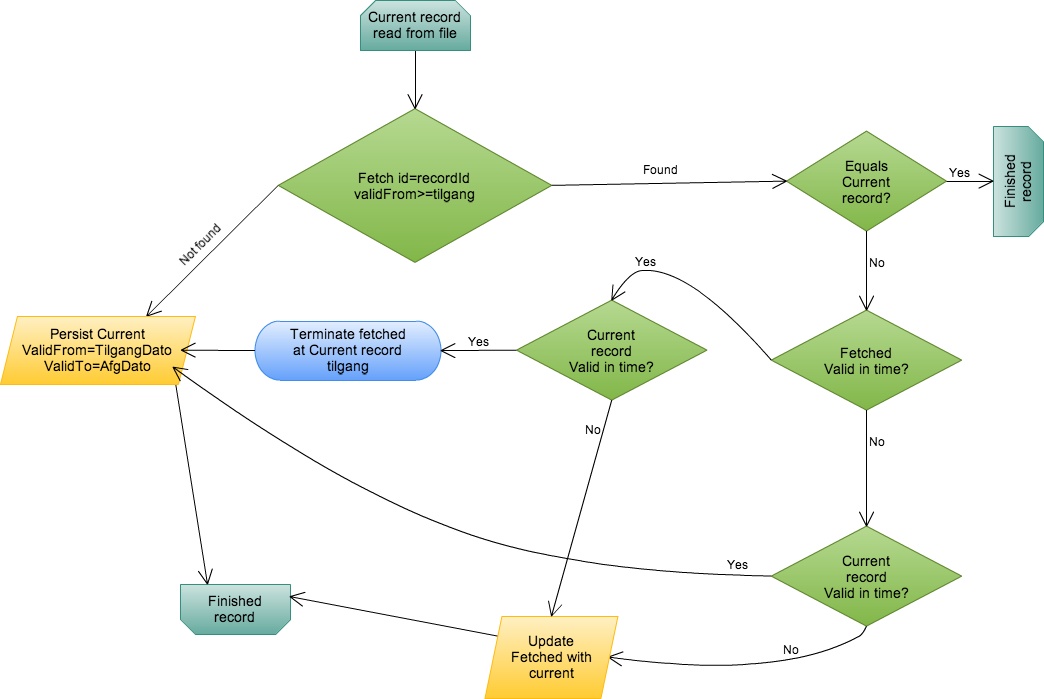 Current record
read from file
Fetch id=recordId
validFrom>=tilgang
Found
Equals
Current
record?
Yes
Finished
record
Not found
No
Yes
Persist Current
ValidFrom=TilgangDato
ValidTo=AfgDato
Terminate fetched
at Current record
tilgang
Yes
Current
record
Valid in time?
Fetched
Valid in time?
No
No
Yes
Current
record
Valid in time?
Finished
record
Update
Fetched with
current
No